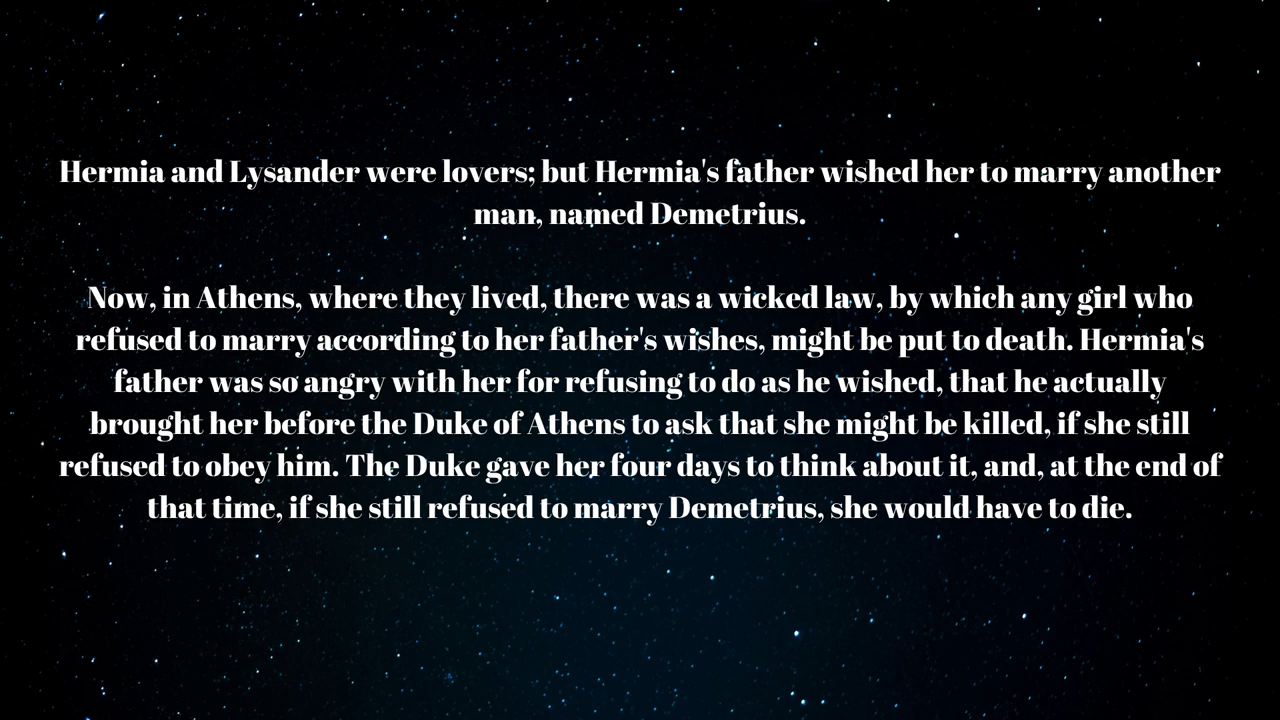 Hermia and Lysander were lovers; but Hermia's father wished her to marry another
man, named Demetrius.
Now, in Athens, where they lived, there was a wicked law, by which any girl who
refused to marry according to her father's wishes, might be put to death. Hermia's
father was so angry with her for refusing to do as he wished, that he actually
brought her before the Duke of Athens to ask that she might be killed, if she still
refused to obey him. The Duke gave her four days to think about it, and, at the end of
that time, if she still refused to marry Demetrius, she would have to die.